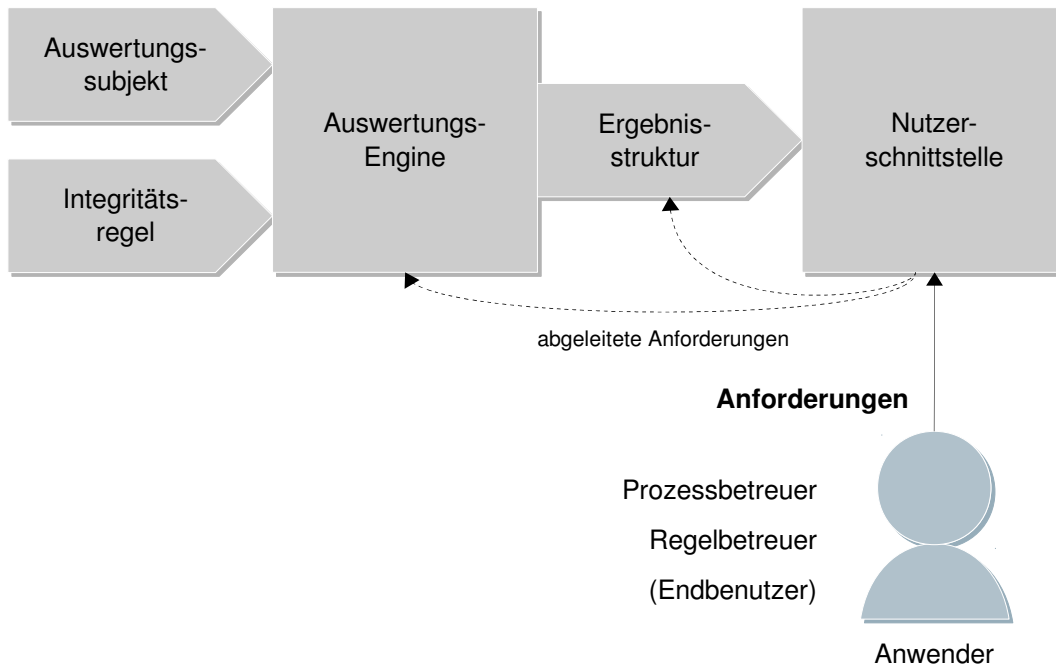 Auswertungs-
subjekt
Integritäts-
regel
Auswertungs-
Engine
Ergebnis-
struktur
Nutzer-
schnittstelle
abgeleitete Anforderungen
Anforderungen
Prozessbetreuer
Regelbetreuer
(Endbenutzer)
Anwender